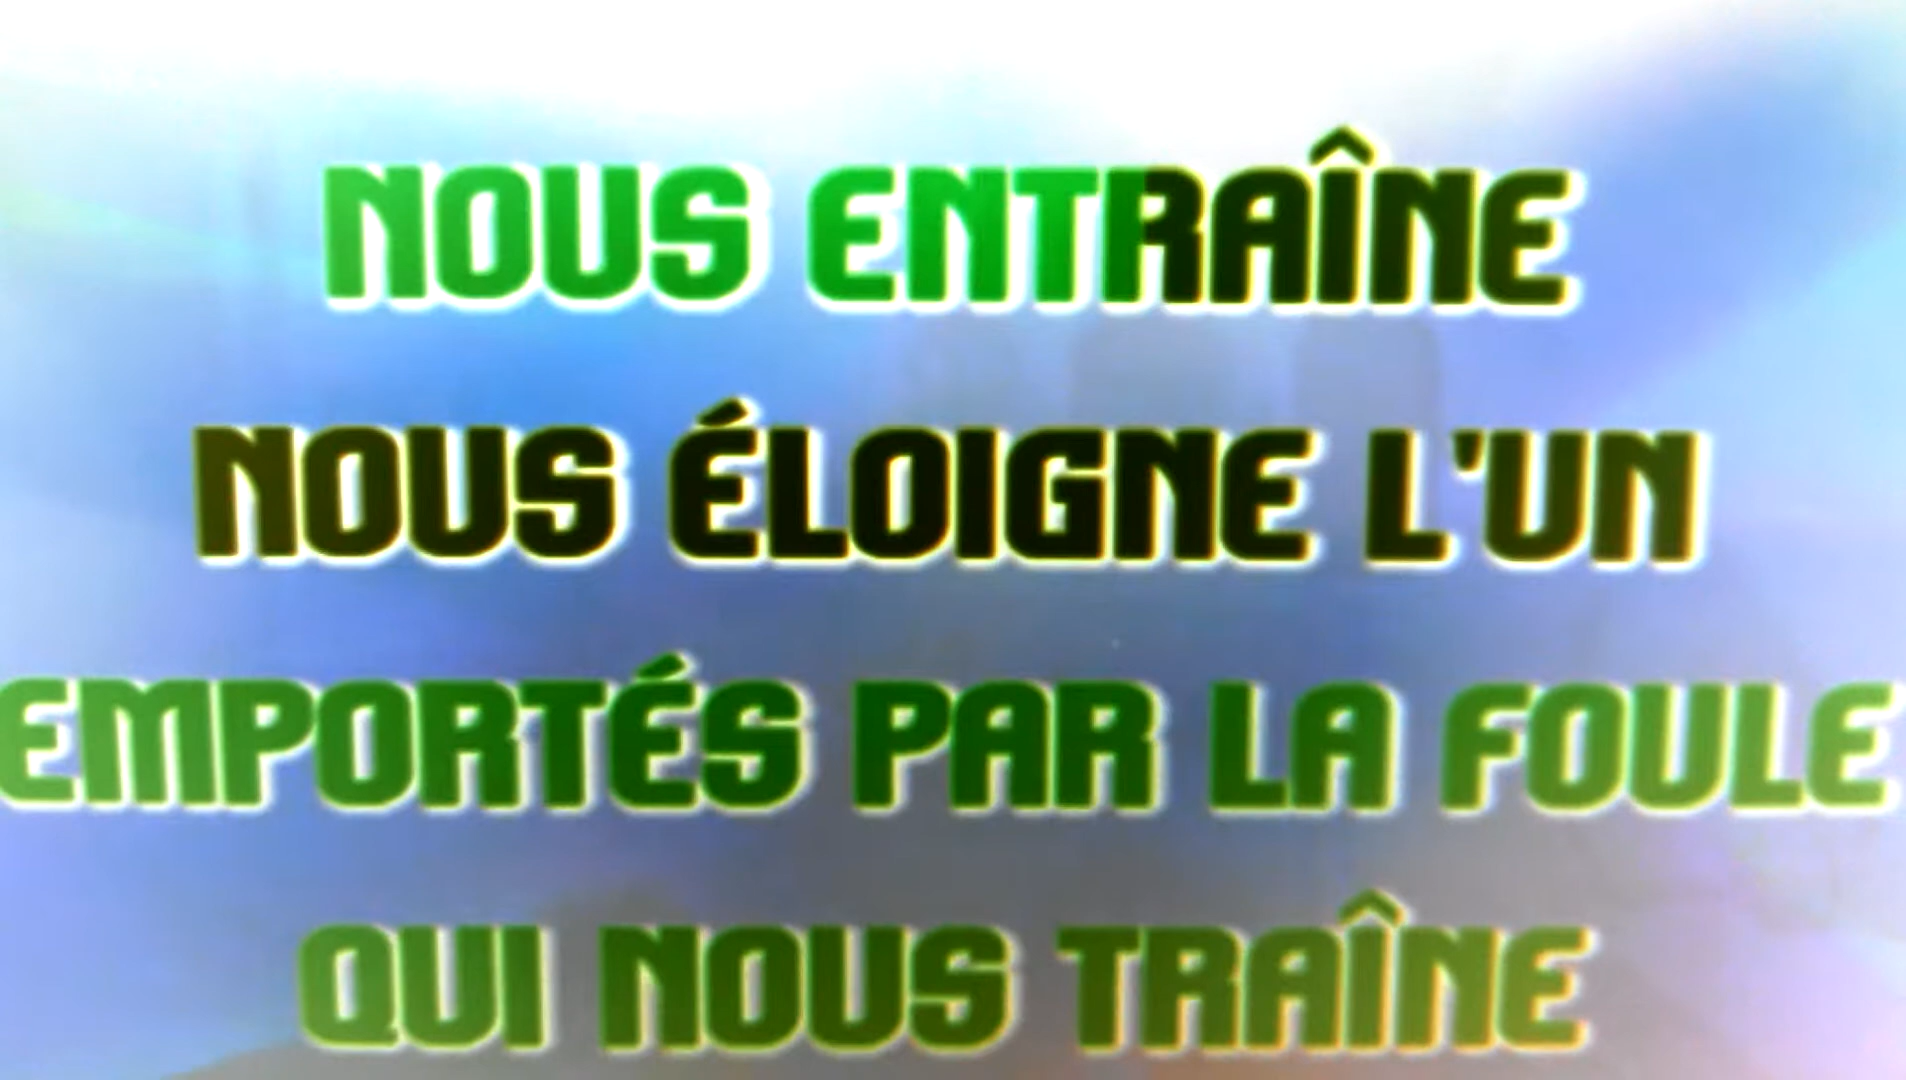 NOUS ENTRAÎNE
NOUS ÉLOIGNE L'UN
EMPORTÉS PAR LA FOULE
QUI NOUS TRAÎNE